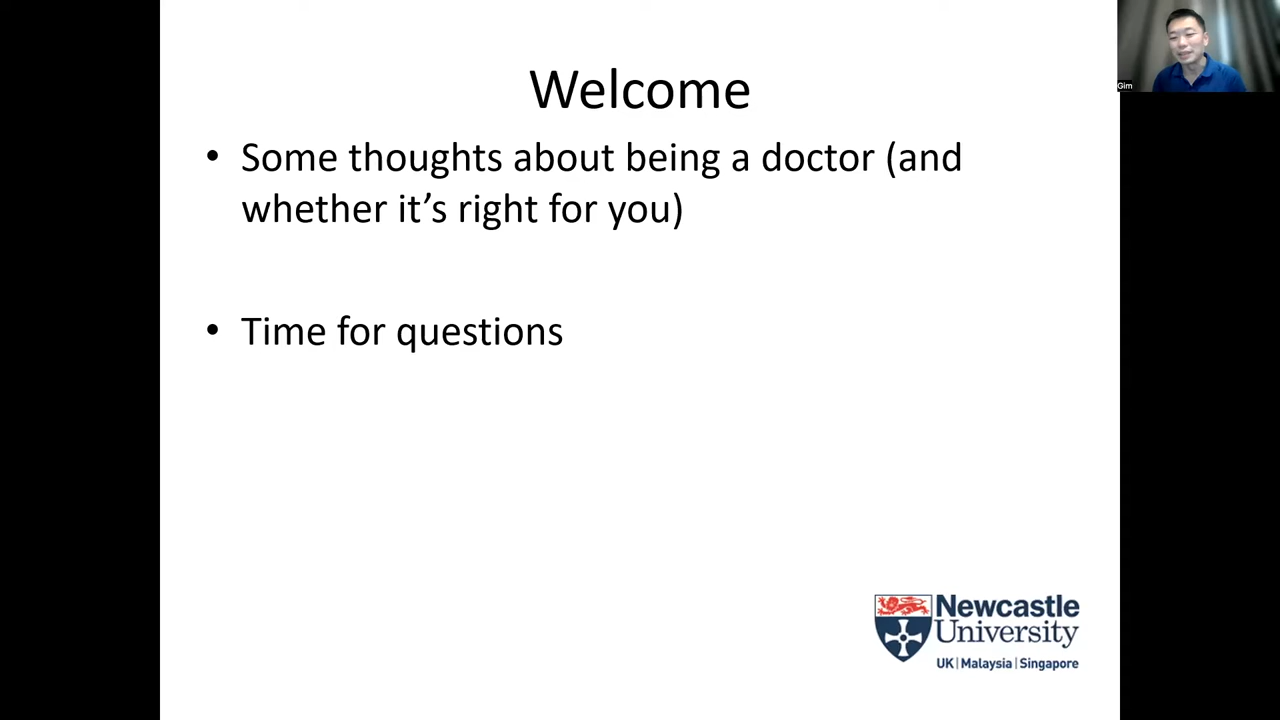 Welcome
• Some thoughts about being a doctor (and
whether it’s right for you)
• Time for questions
Gim
Newcastle
University
UK | Malaysia | Singapore